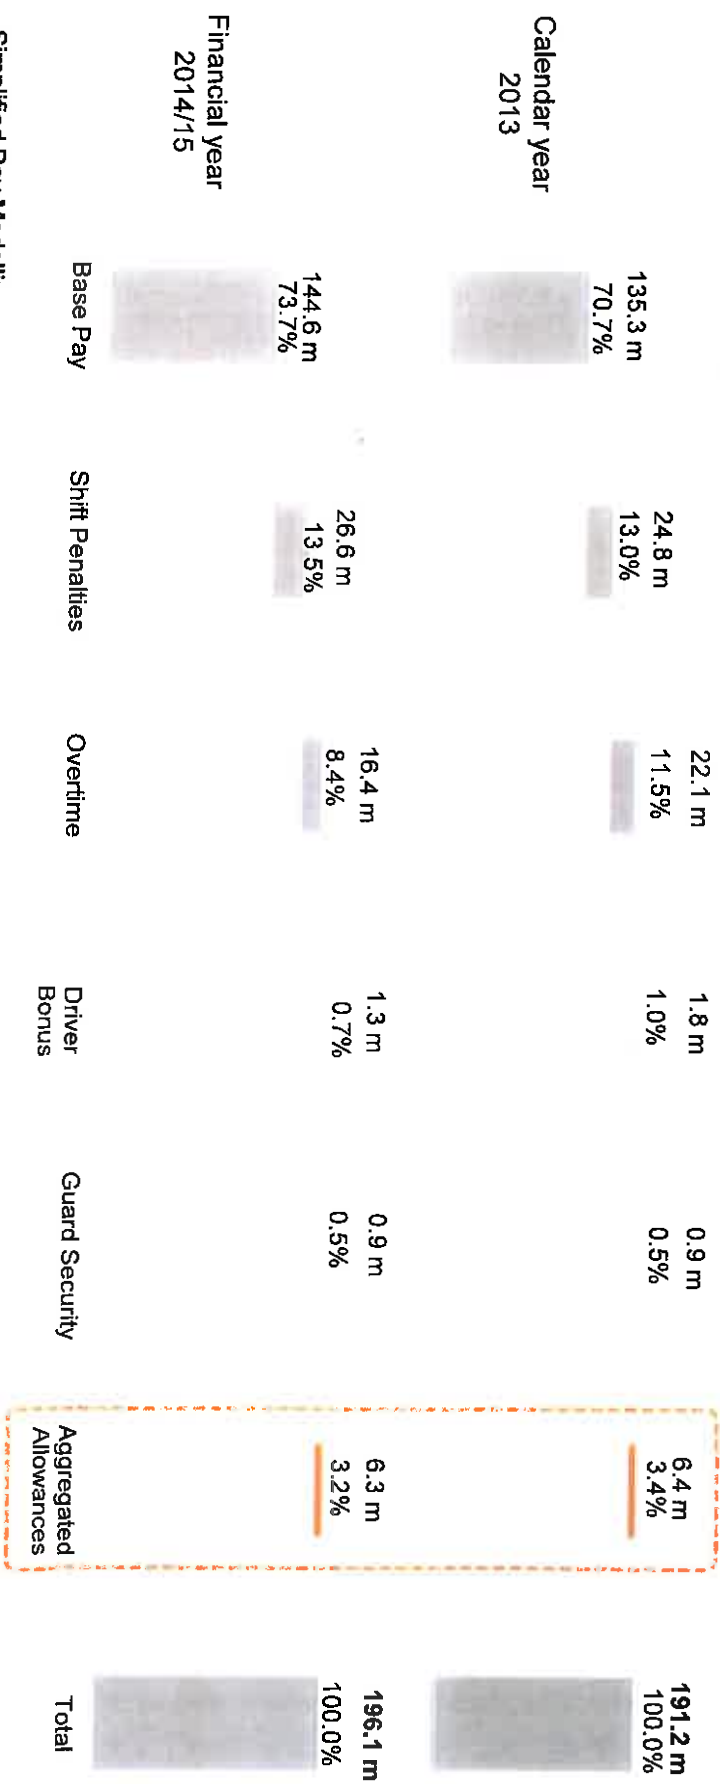 Calendar year
2013
135.3 m
70.7%
24.8 m
13.0%
22.1 m
11.5%
1.8 m
1.0%
0.9 m
0.5%
6.4 m
3.4%
191.2 m
100.0%
Financial year
2014/15
144.6 m
73.7%
26.6 m
13.5%
16.4 m
8.4%
1.3 m
0.7%
0.9 m
0.5%
6.3 m
3.2%
196.1 m
100.0%
Base Pay
Shift Penalties
Overtime
Driver
Bonus
Guard Security
Aggregated
Allowances
Total